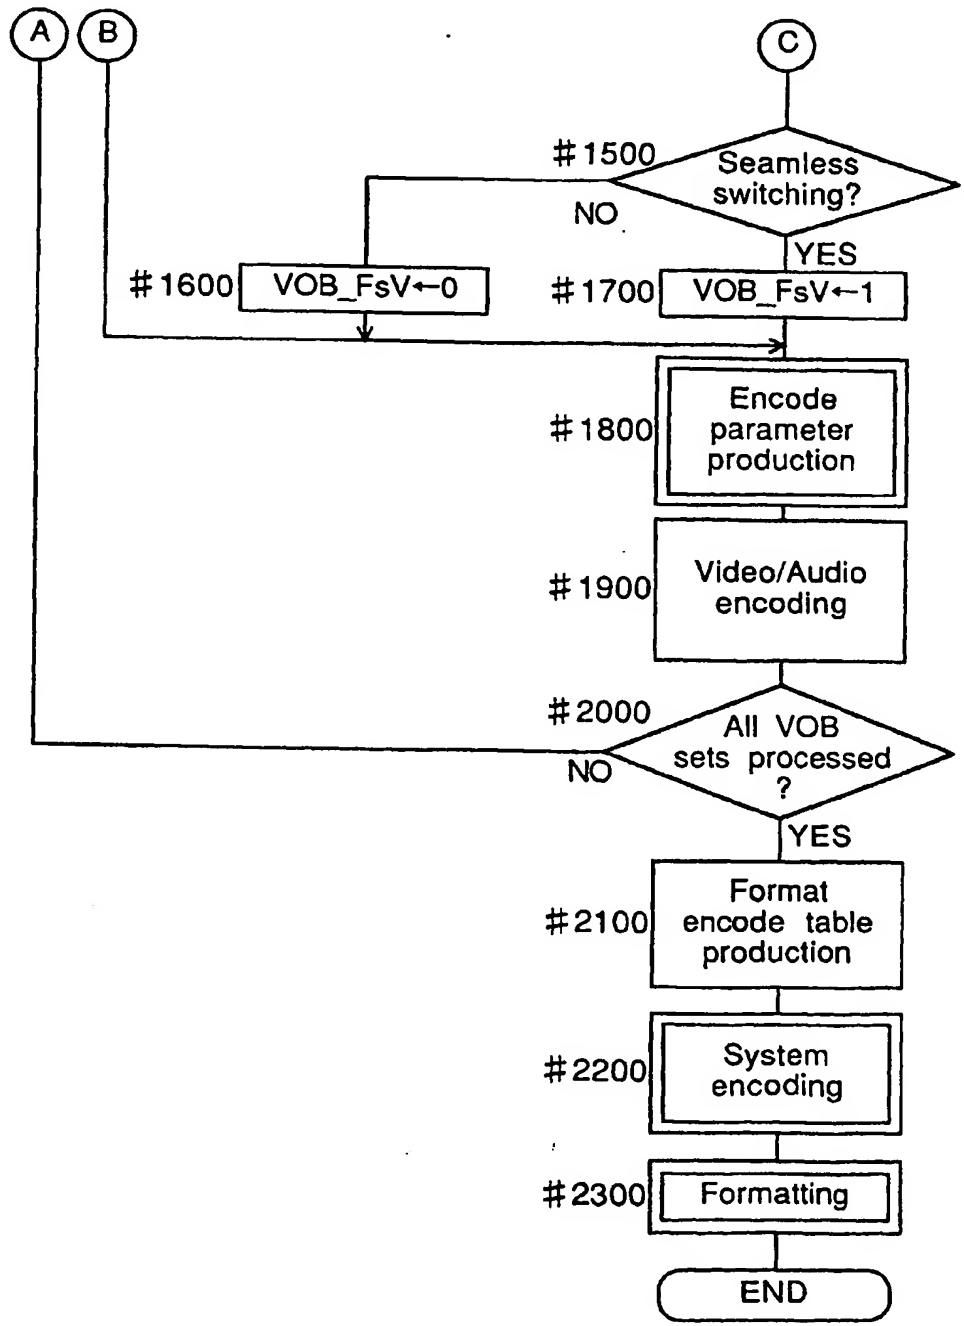 A B
C
#1500
Seamless
switching?
NO
YES
#1600
VOB_FsV←0
#1700
VOB_FsV←1
#1800
Encode
parameter
production
#1900
Video/Audio
encoding
#2000
All VOB
sets processed
?
NO
YES
#2100
Format
encode table
production
#2200
System
encoding
#2300
Formatting
END